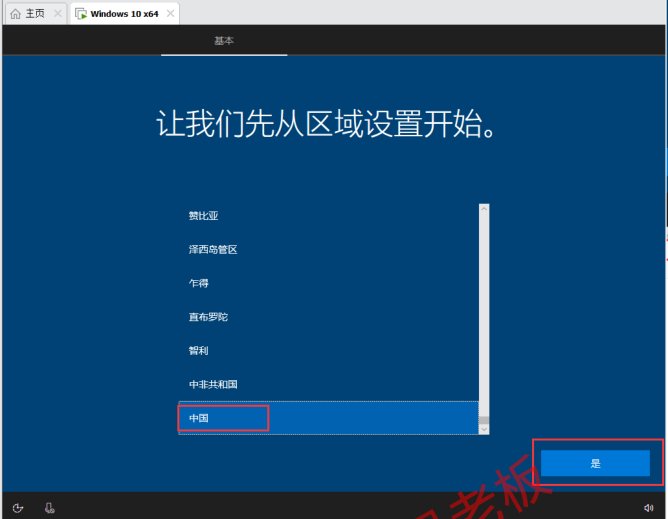 主页
Windows 10 x64
基本
让我们先从区域设置开始。
赞比亚
泽西岛管区
乍得
直布罗陀
智利
中非共和国
中国
是
老板